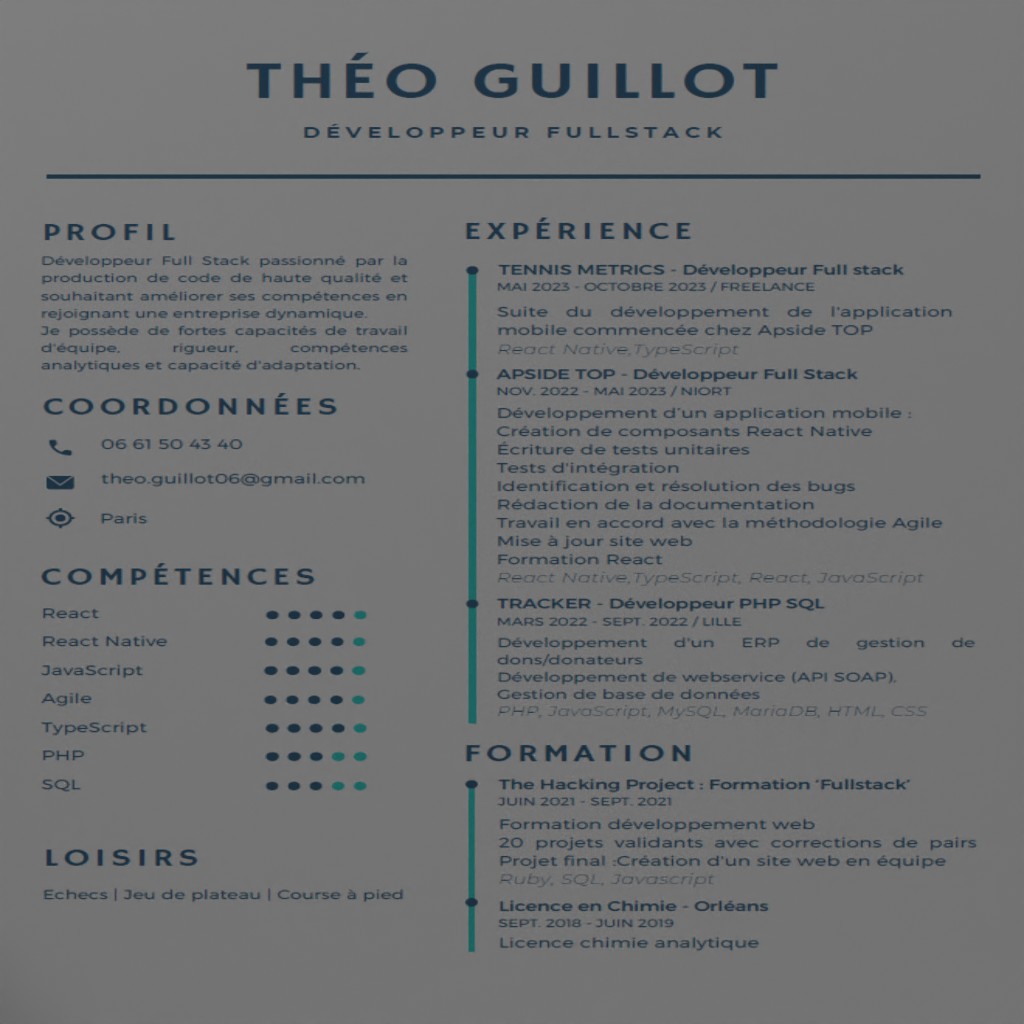 THÉO GUILLOT
DÉVELOPPEUR FULLSTACK
PROFIL
Développeur Full Stack passionné par la
production de code de haute qualité et
souhaitant améliorer ses compétences en
rejoignant une entreprise dynamique.
Je possède de fortes capacités de travail
d'équipe, rigueur, compétences
analytiques et capacité d'adaptation.
COORDONNÉES
06 61 50 43 40
theo.guillot06@gmail.com
Paris
COMPÉTENCES
React
React Native
JavaScript
Agile
TypeScript
PHP
SQL
LOISIRS
Echecs | Jeu de plateau | Course à pied
EXPÉRIENCE
TENNIS METRICS - Développeur Full stack
MAI 2023 - OCTOBRE 2023 / FREELANCE
Suite du développement de l'application
mobile commencée chez Apside TOP
React Native,TypeScript
APSIDE TOP - Développeur Full Stack
NOV. 2022 - MAI 2023 / NIORT
Développement d'un application mobile :
Création de composants React Native
Écriture de tests unitaires
Tests d'intégration
Identification et résolution des bugs
Rédaction de la documentation
Travail en accord avec la méthodologie Agile
Mise à jour site web
Formation React
React Native,TypeScript, React, JavaScript
TRACKER - Développeur PHP SQL
MARS 2022 - SEPT. 2022 / LILLE
Développement d'un ERP de gestion de
dons/donateurs
Développement de webservice (API SOAP).
Gestion de base de données
PHP, JavaScript, MySQL, MariaDB, HTML, CSS
FORMATION
The Hacking Project : Formation 'Fullstack'
JUIN 2021 - SEPT. 2021
Formation développement web
20 projets validants avec corrections de pairs
Projet final :Création d'un site web en équipe
Ruby, SQL, Javascript
Licence en Chimie - Orléans
SEPT. 2018 - JUIN 2019
Licence chimie analytique